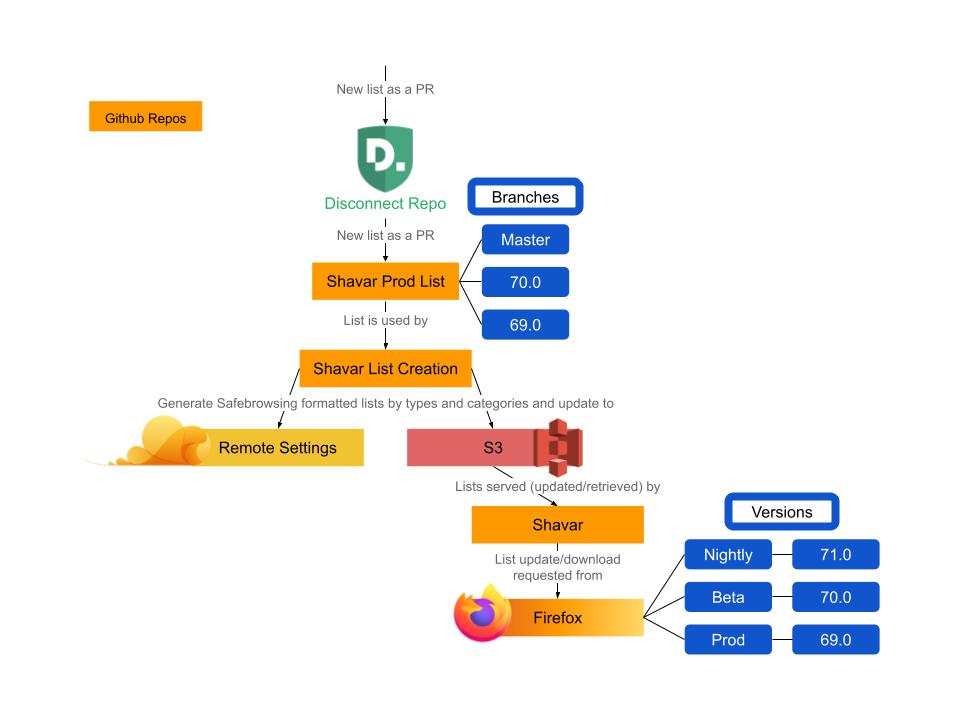 New list as a PR
Github Repos
D.
Disconnect Repo
Branches
New list as a PR
Master
Shavar Prod List
70.0
List is used by
69.0
Shavar List Creation
Generate Safebrowsing formatted lists by types and categories and update to
Remote Settings
S3
Lists served (updated/retrieved) by
Versions
Shavar
Nightly
71.0
List update/download
requested from
Beta
70.0
Firefox
Prod
69.0